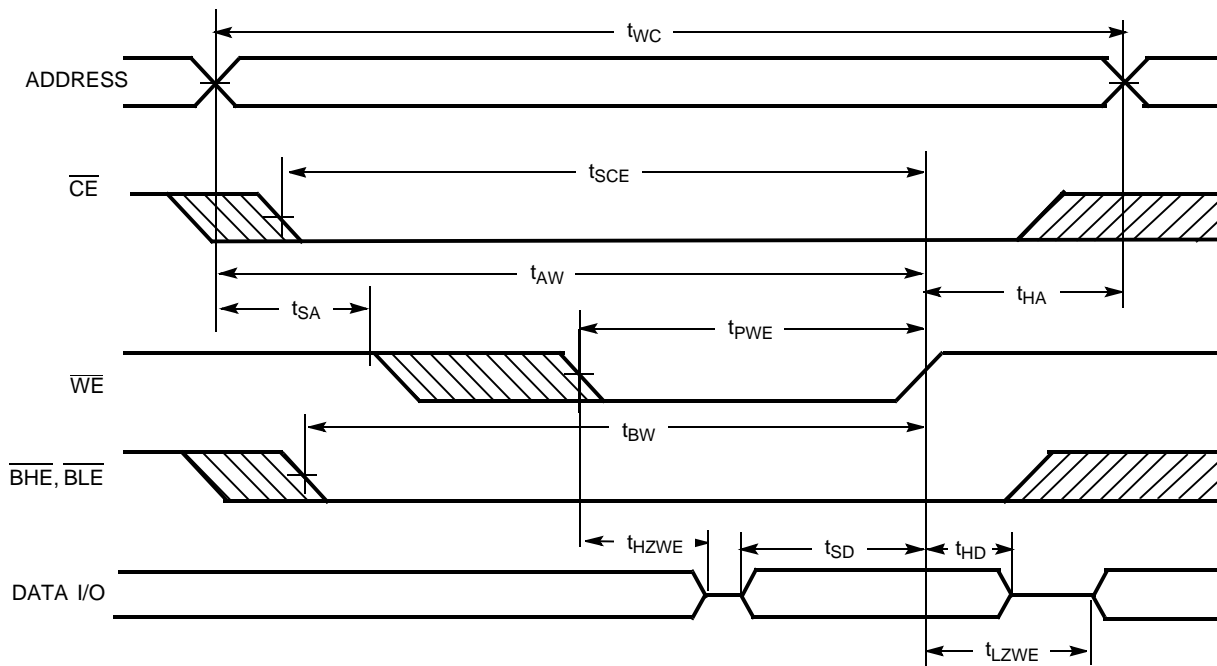 tWC
ADDRESS
tSCE
CE
tAW
tSA
tHA
tPWE
WE
tBW
BHE, BLE
tHZWE
tSD
tHD
DATA I/O
tLZWE